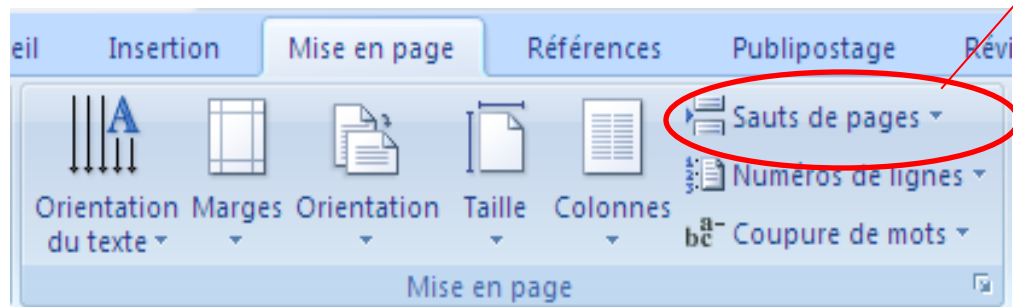 eil Insertion Mise en page Références Publipostage Révi
Orientation du texte Marges Orientation Taille Colonnes
Sauts de pages
Numéros de lignes
Coupure de mots
Mise en page